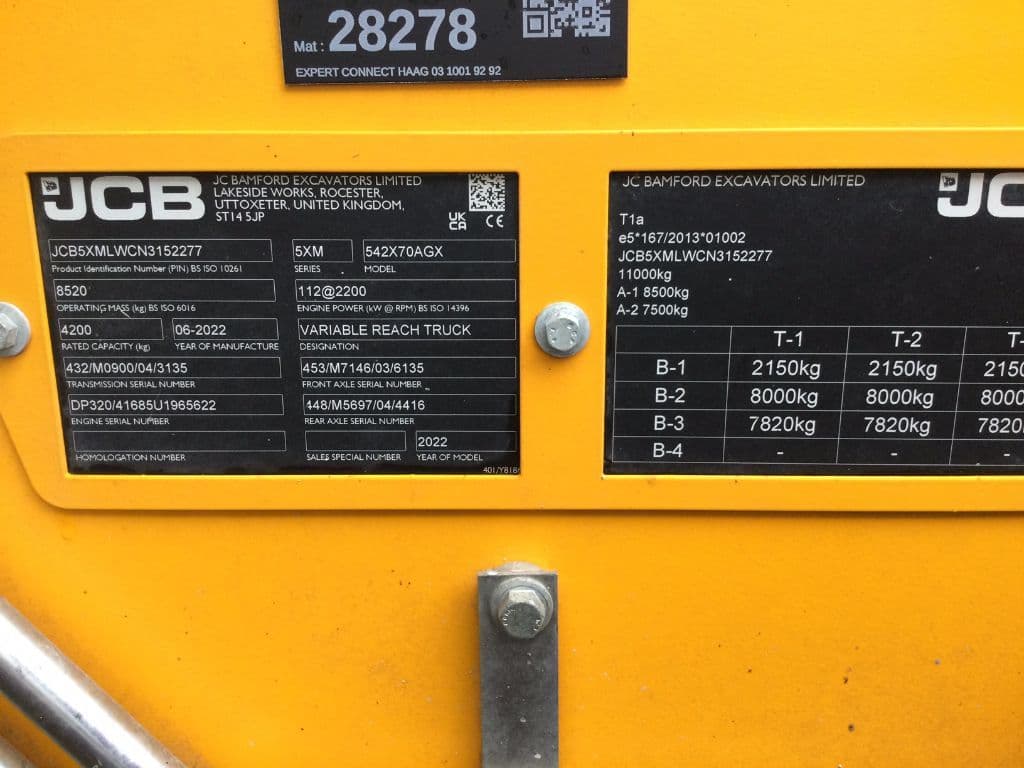 Mat : 28278
EXPERT CONNECT HAAG 03 1001 92 92
JCB
JC BAMFORD EXCAVATORS LIMITED
LAKESIDE WORKS, ROCESTER,
UTTOXETER, UNITED KINGDOM,
ST14 5JP
UK CA CE
JCB5XMLWCN3152277 5XM 542X70AGX
Product Identification Number (PIN) BS ISO 10261 SERIES MODEL
8520 112@2200
OPERATING MASS (kg) BS ISO 6016 ENGINE POWER (kW @ RPM) BS ISO 14396
4200 06-2022 VARIABLE REACH TRUCK
RATED CAPACITY (kg) YEAR OF MANUFACTURE DESIGNATION
432/M0900/04/3135 453/M7146/03/6135
TRANSMISSION SERIAL NUMBER FRONT AXLE SERIAL NUMBER
DP320/41685U1965622 448/M5697/04/4416
ENGINE SERIAL NUMBER REAR AXLE SERIAL NUMBER
2022
HOMOLOGATION NUMBER SALES SPECIAL NUMBER YEAR OF MODEL
JC BAMFORD EXCAVATORS LIMITED JC
T1a
e5*167/2013*01002
JCB5XMLWCN3152277
11000kg
A-1 8500kg
A-2 7500kg
T-1 T-2 T-
B-1 2150kg 2150kg 215
B-2 8000kg 8000kg 8000
B-3 7820kg 7820kg 7820
B-4 - - -